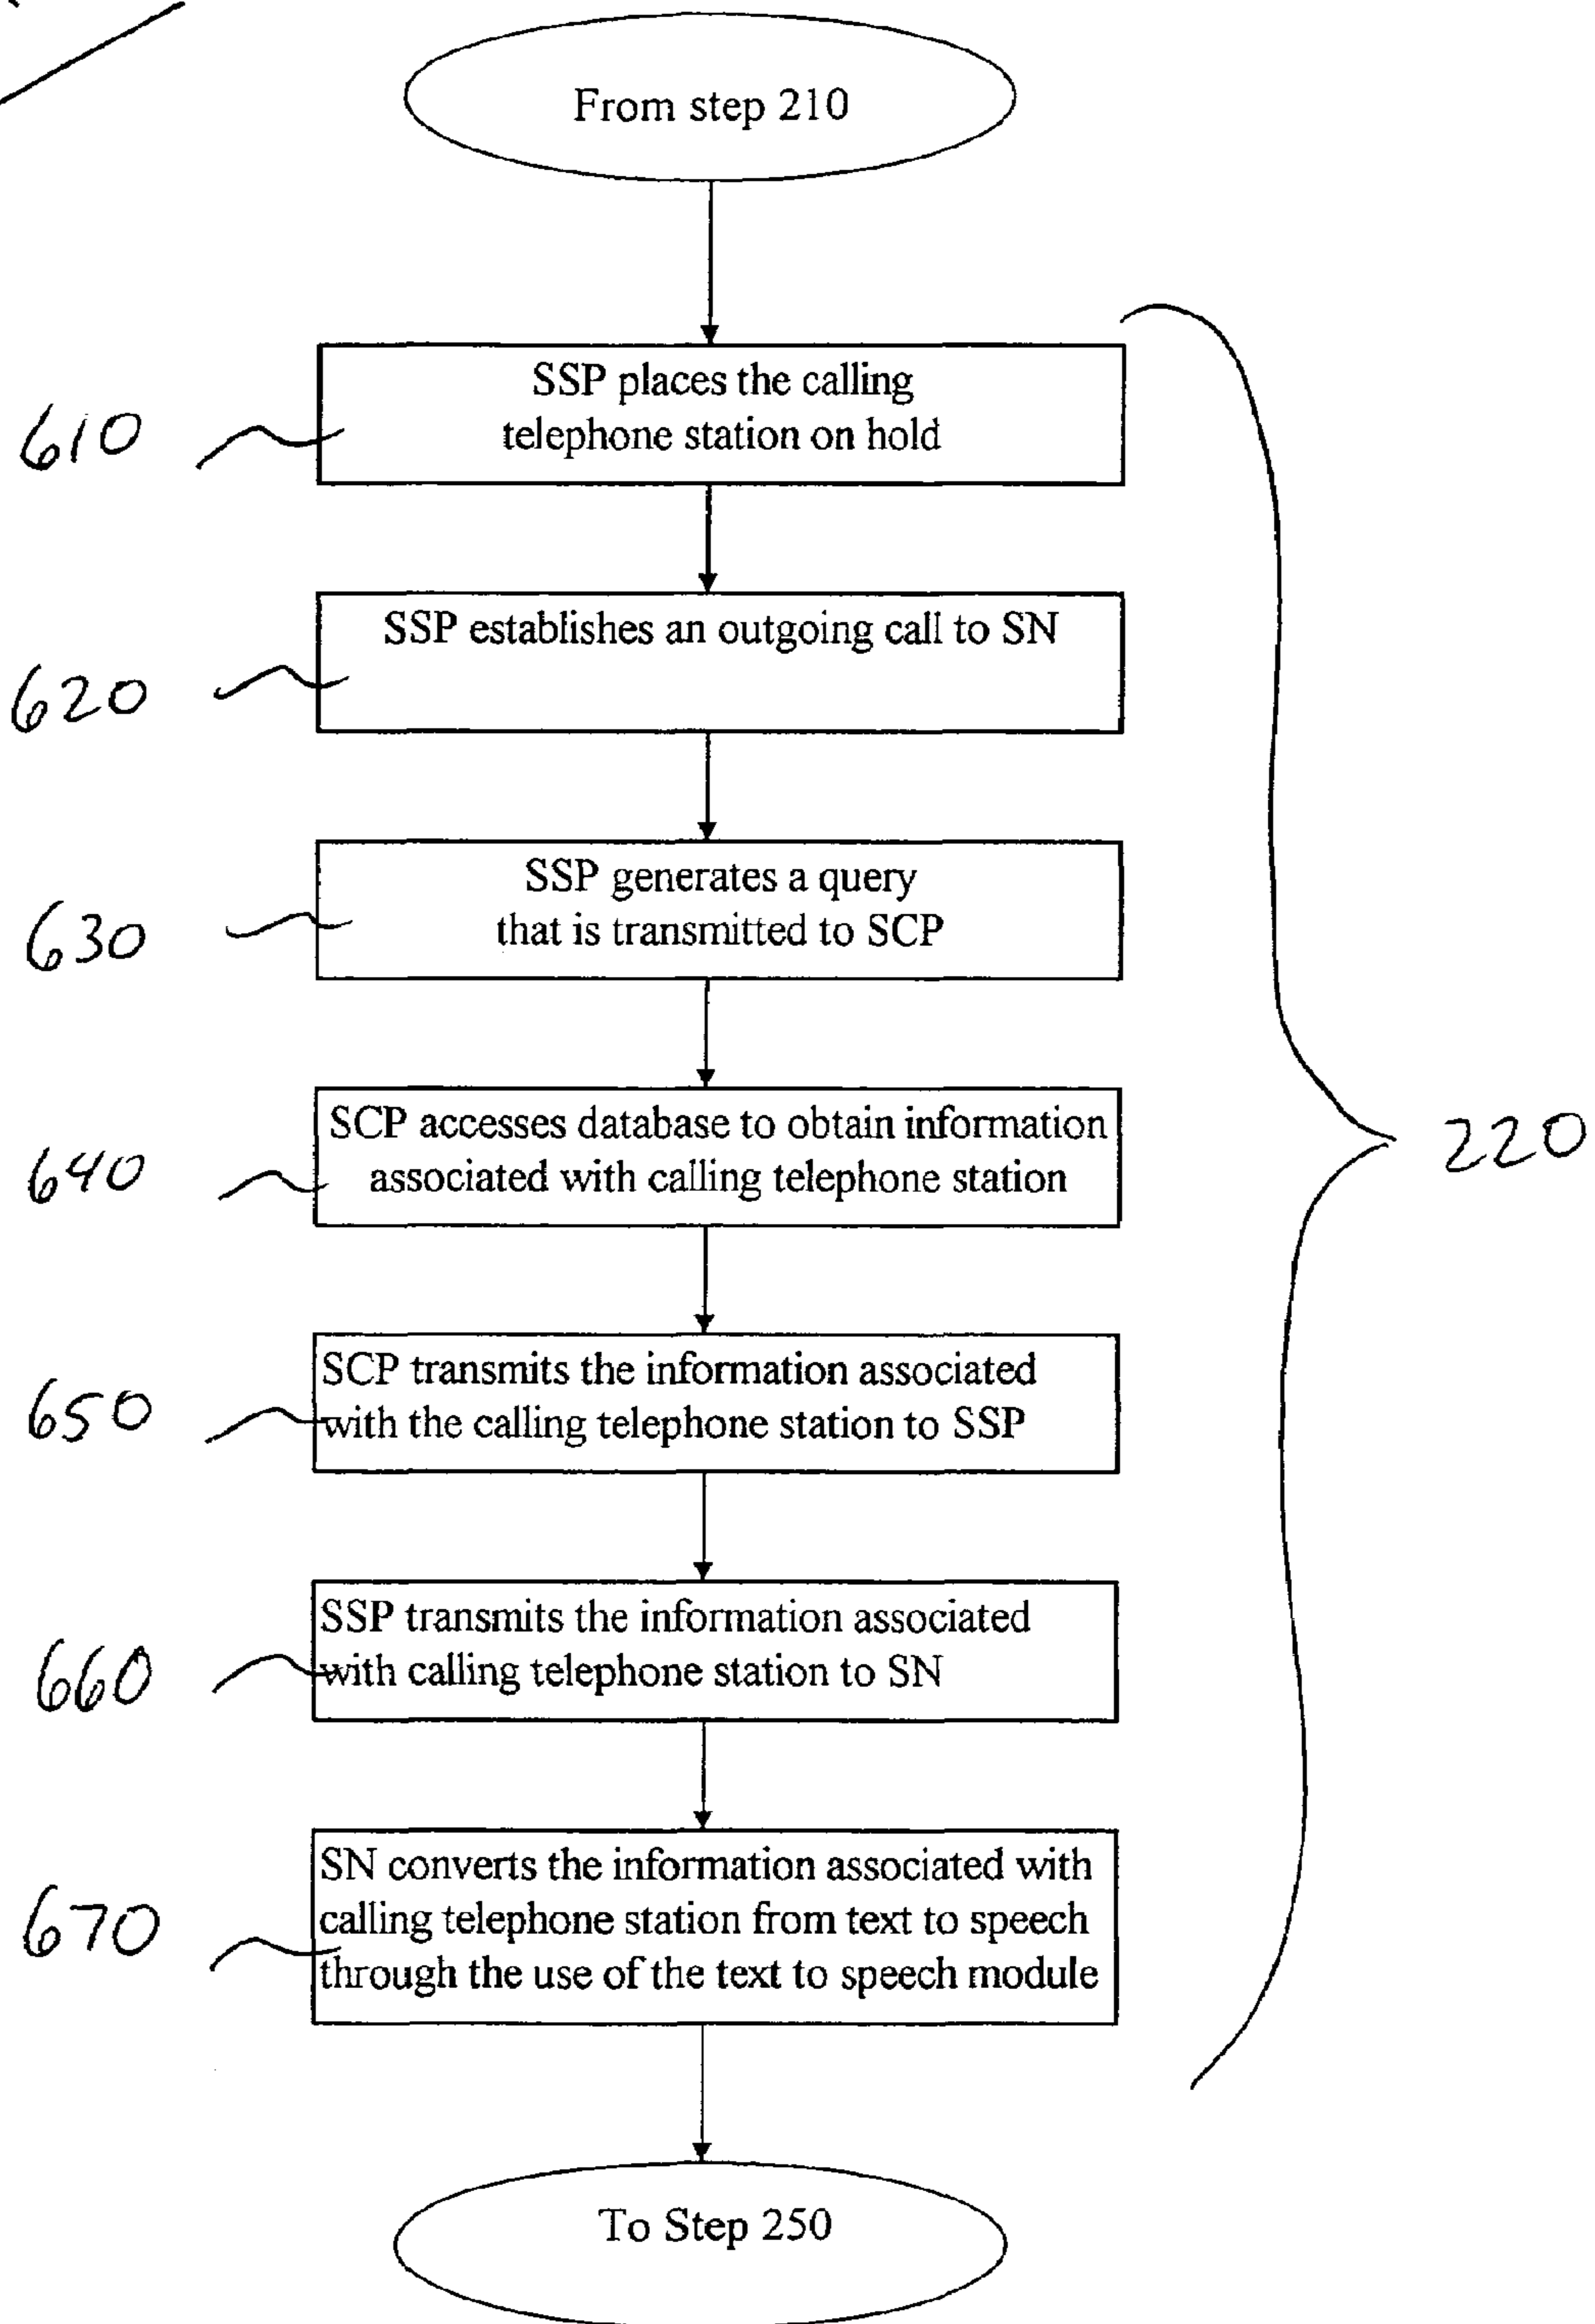 From step 210
SSP places the calling
telephone station on hold
610
SSP establishes an outgoing call to SN
620
SSP generates a query
that is transmitted to SCP
630
SCP accesses database to obtain information
associated with calling telephone station
640
220
SCP transmits the information associated
with the calling telephone station to SSP
650
SSP transmits the information associated
with calling telephone station to SN
660
SN converts the information associated with
calling telephone station from text to speech
through the use of the text to speech module
670
To Step 250